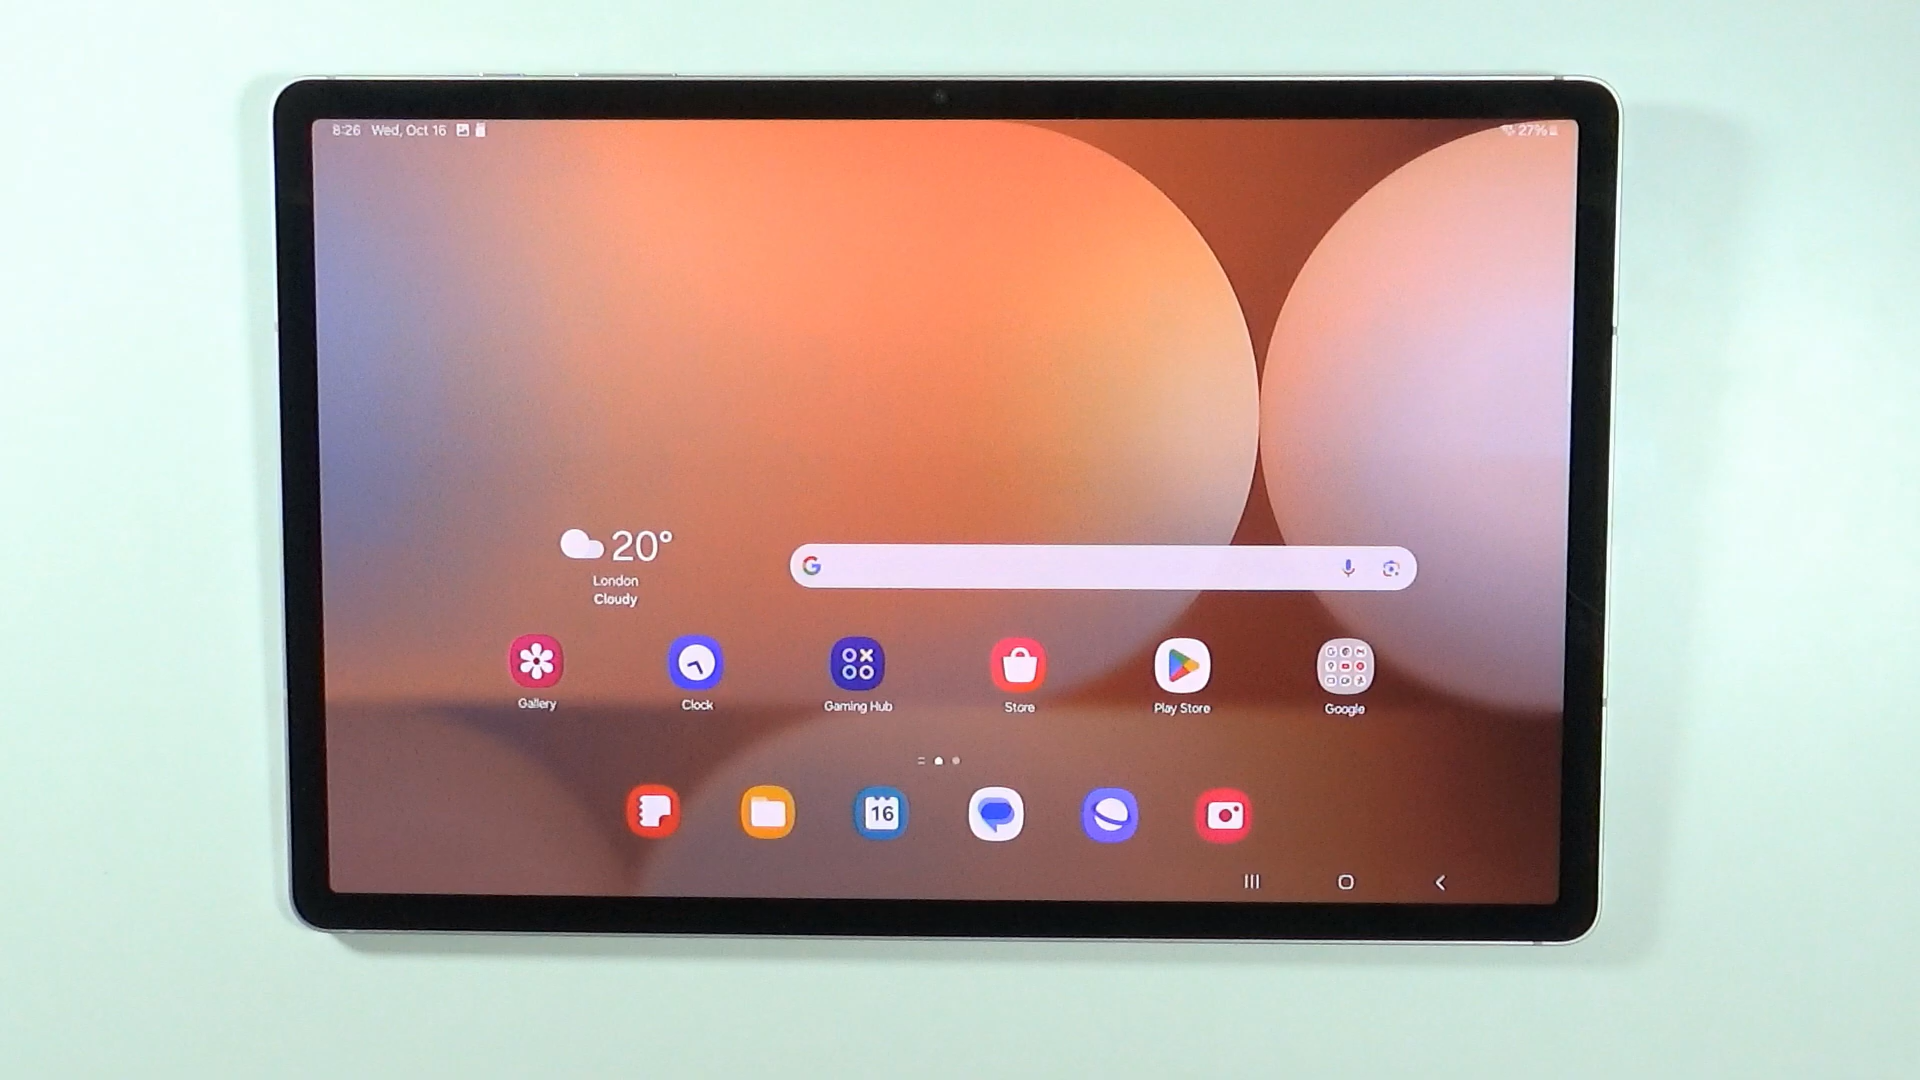 8:26 Wed, Oct 16
27%
20°
London
Cloudy
G
Gallery
Clock
Gaming Hub
Store
Play Store
Google
16